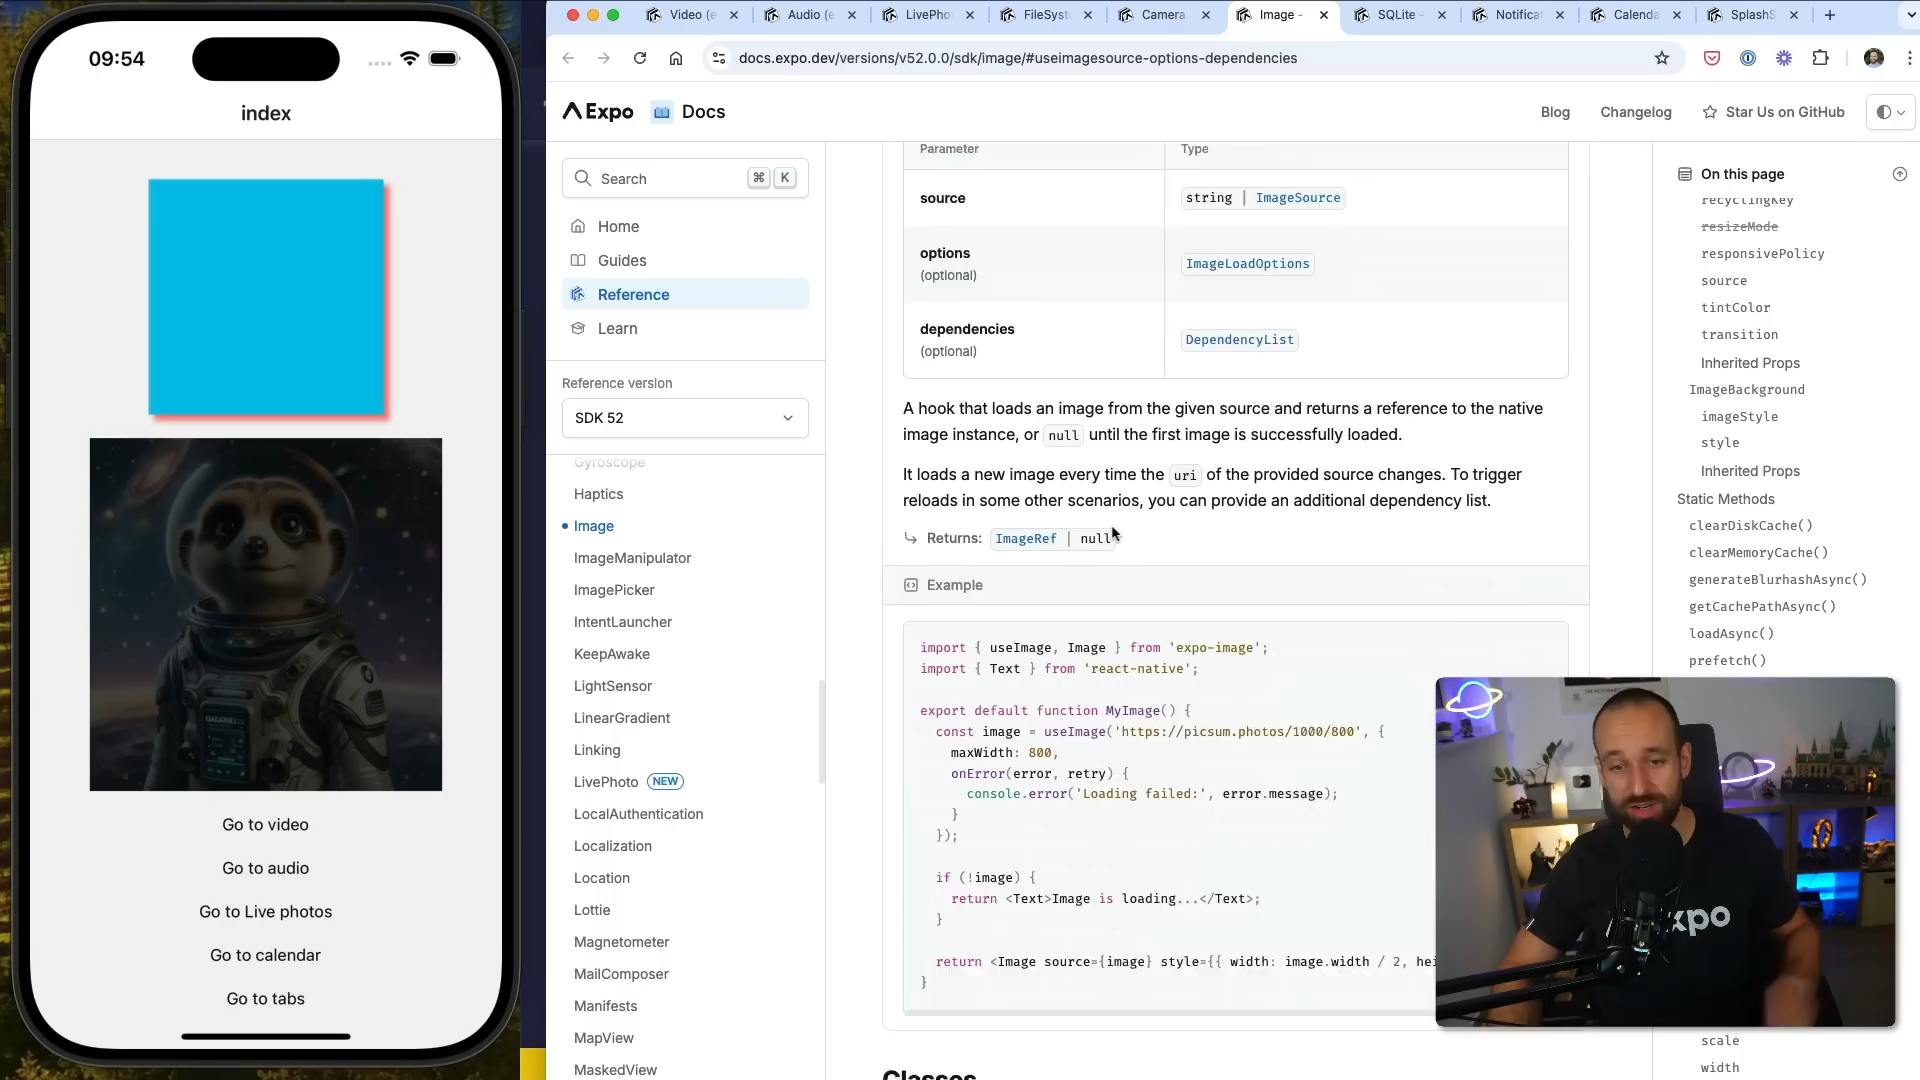 09:54
index
Go to video
Go to audio
Go to Live photos
Go to calendar
Go to tabs
Video (e
Audio (e
LivePho
FileSyst
Camera
Image -
SQLite -
Notifica
Calenda
SplashS
docs.expo.dev/versions/v52.0.0/sdk/image/#useimagesource-options-dependencies
Expo
Docs
Blog
Changelog
Star Us on GitHub
Search
⌘ K
Home
Guides
Reference
Learn
Reference version
SDK 52
Gyroscope
Haptics
Image
ImageManipulator
ImagePicker
IntentLauncher
KeepAwake
LightSensor
LinearGradient
Linking
LivePhoto NEW
LocalAuthentication
Localization
Location
Lottie
Magnetometer
MailComposer
Manifests
MapView
MaskedView
Parameter Type
source string | ImageSource
options
(optional)
ImageLoadOptions
dependencies
(optional)
DependencyList
A hook that loads an image from the given source and returns a reference to the native
image instance, or null until the first image is successfully loaded.
It loads a new image every time the uri of the provided source changes. To trigger
reloads in some other scenarios, you can provide an additional dependency list.
Returns: ImageRef | null
Example
import { useImage, Image } from 'expo-image';
import { Text } from 'react-native';
export default function MyImage() {
const image = useImage('https://picsum.photos/1000/800', {
maxWidth: 800,
onError(error, retry) {
console.error('Loading failed:', error.message);
}
});
if (!image) {
return <Text>Image is loading...</Text>;
}
return <Image source={image} style={{ width: image.width / 2, hei
}
Classes
On this page
recyclingKey
resizeMode
responsivePolicy
source
tintColor
transition
Inherited Props
ImageBackground
imageStyle
style
Inherited Props
Static Methods
clearDiskCache()
clearMemoryCache()
generateBlurhashAsync()
getCachePathAsync()
loadAsync()
prefetch()
scale
width
xpo